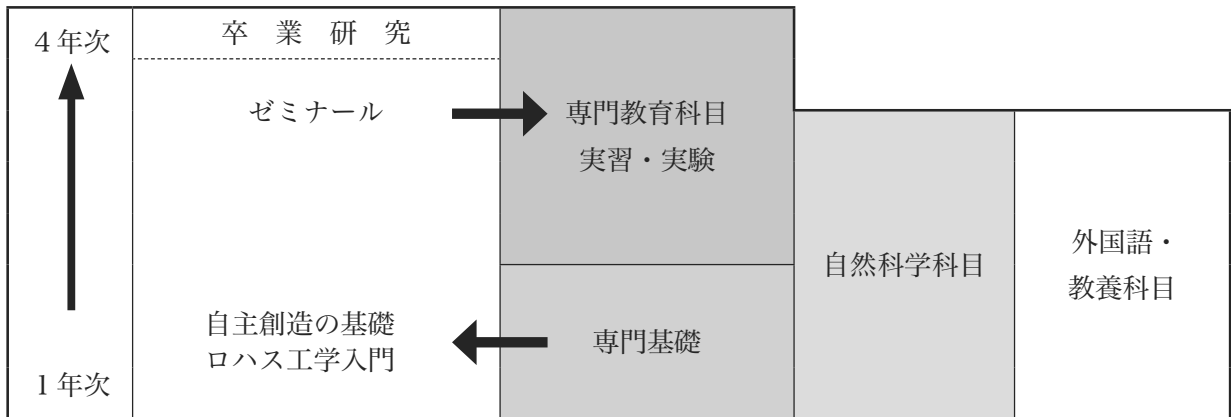 4年次
卒業研究
ゼミナール
専門教育科目
実習・実験
自然科学科目
外国語・
教養科目
自主創造の基礎
ロハス工学入門
専門基礎
1年次